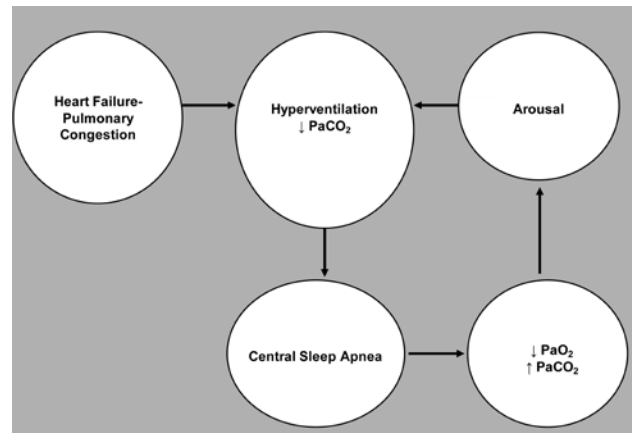 Heart Failure-
Pulmonary
Congestion
Hyperventilation
↓ PaCO₂
Arousal
Central Sleep Apnea
↓ PaO₂
↑ PaCO₂